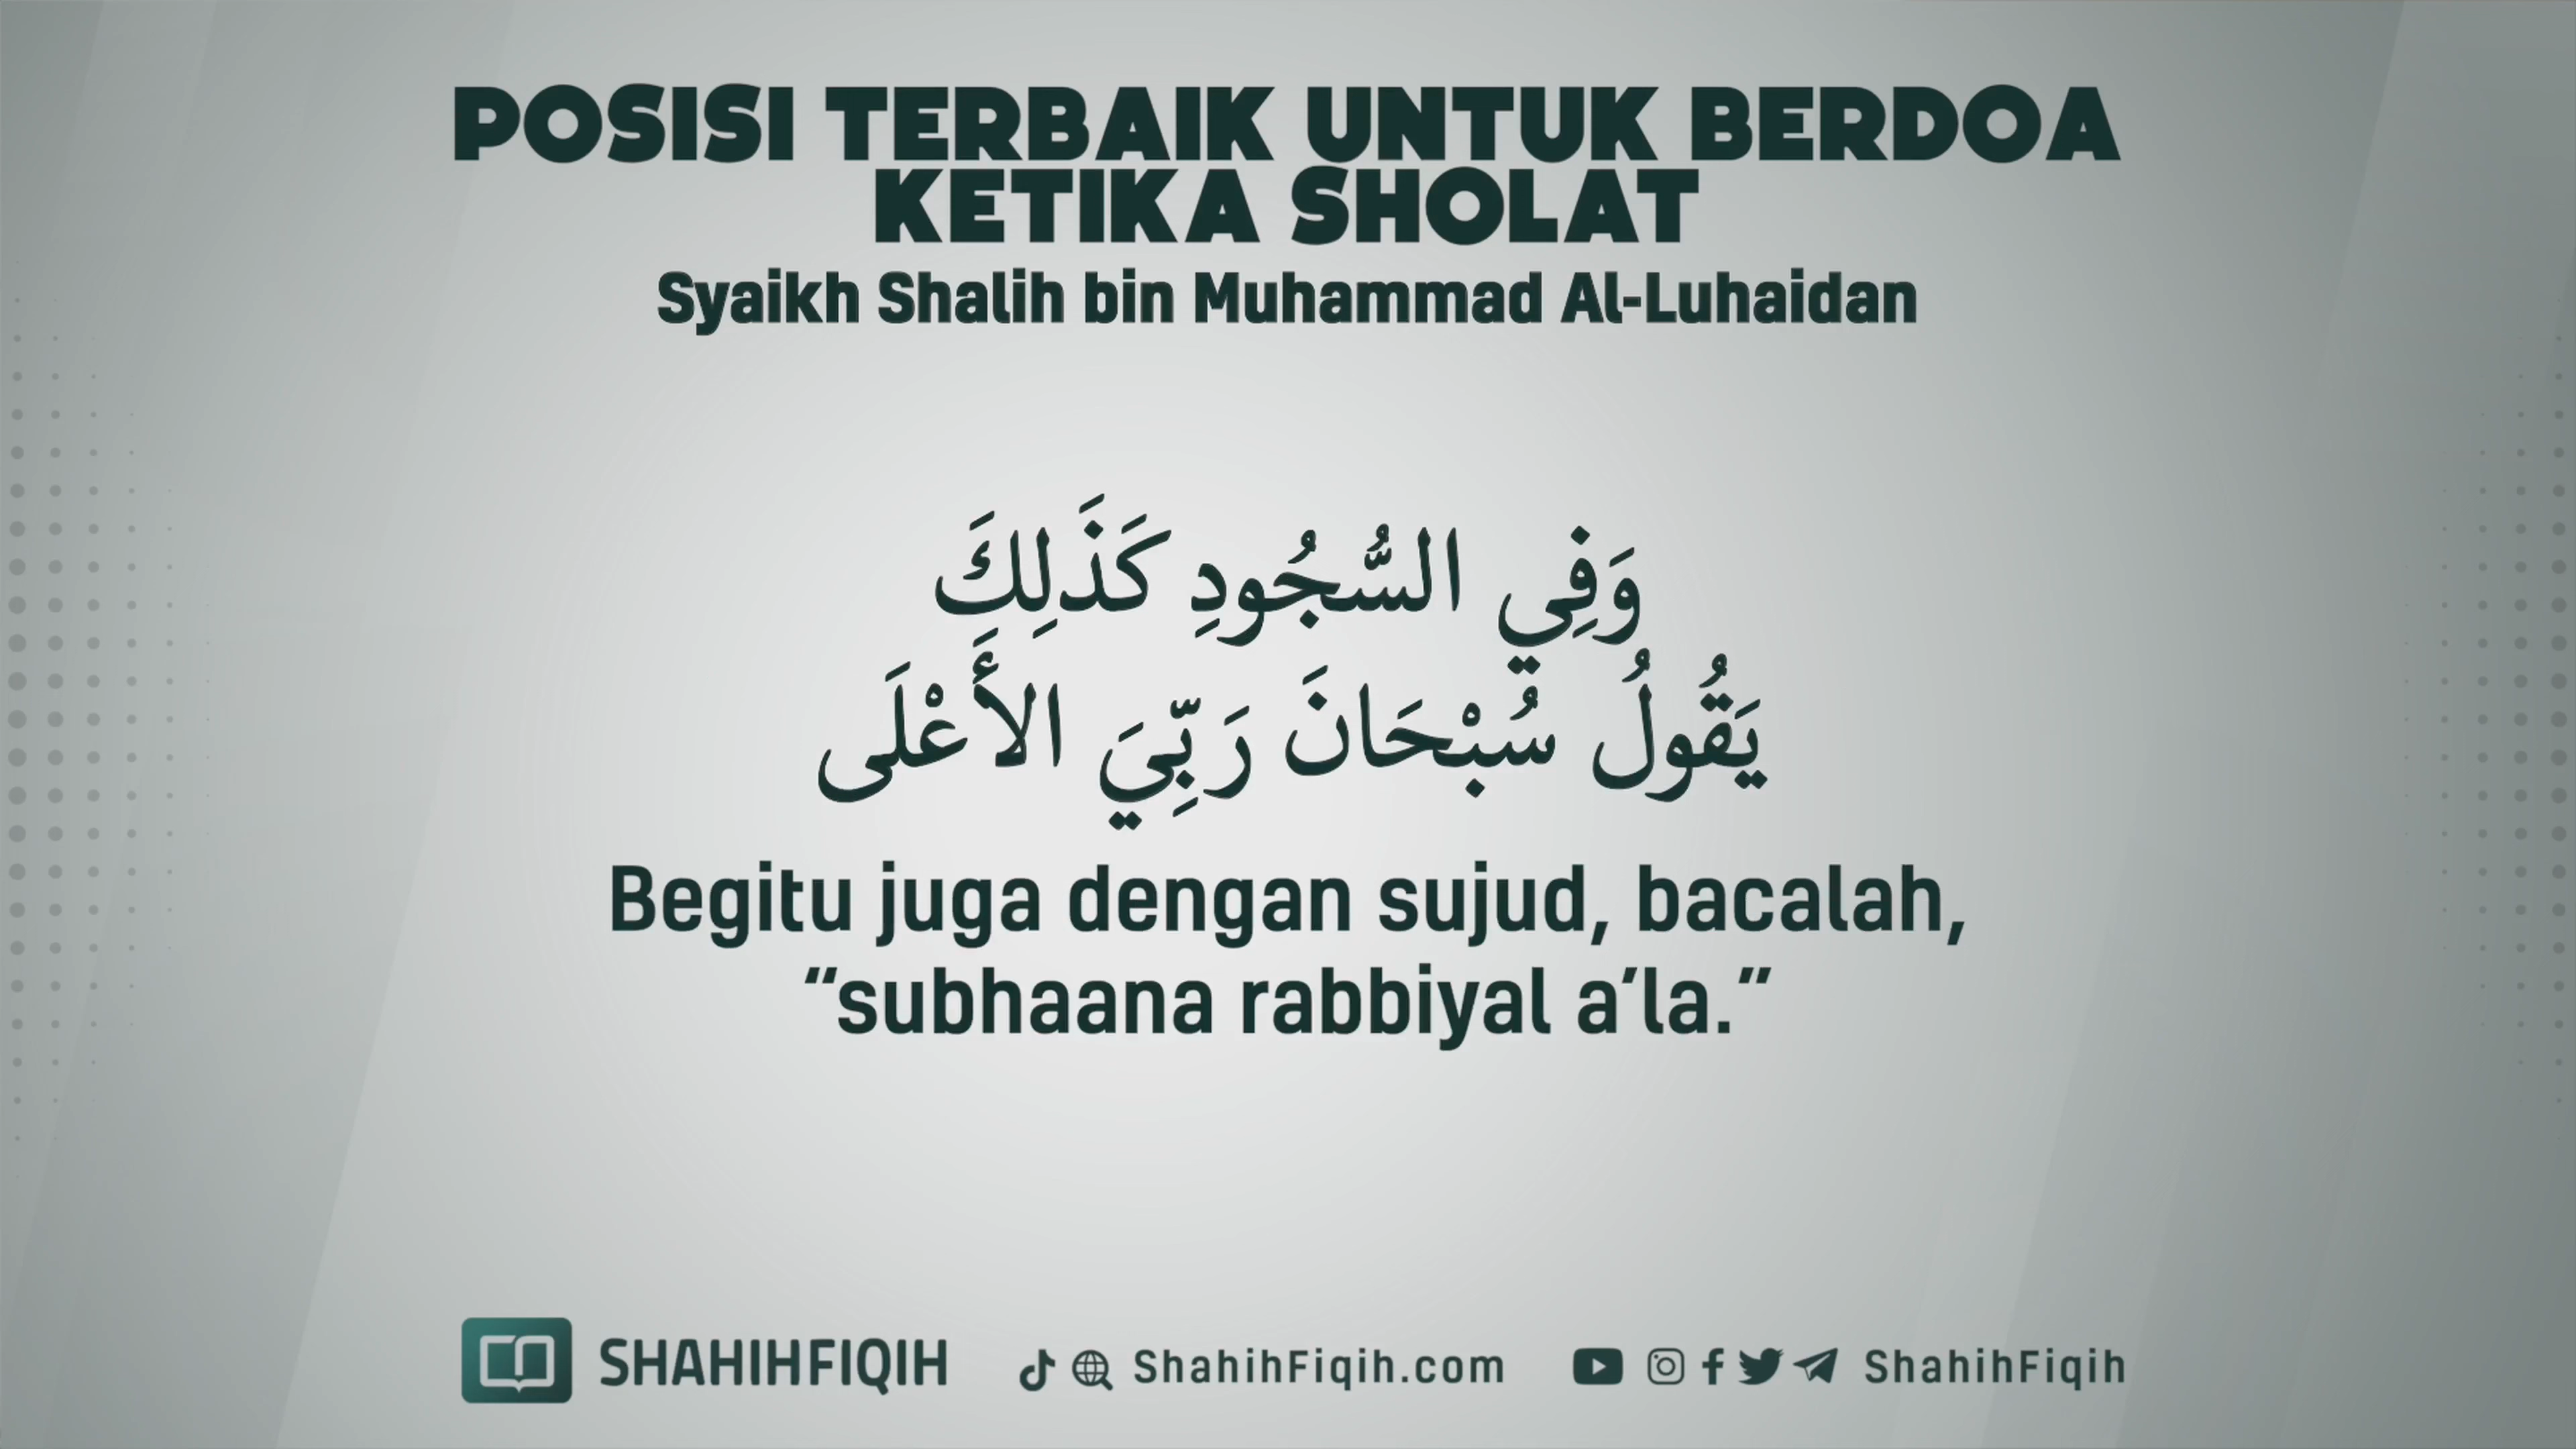 POSISI TERBAIK UNTUK BERDOA
KETIKA SHOLAT
Syaikh Shalih bin Muhammad Al-Luhaidan
وَفِي السُّجُودِ كَذَلِكَ
يَقُولُ سُبْحَانَ رَبِّيَ الأَعْلَى
Begitu juga dengan sujud, bacalah,
“subhaana rabbiyal a’la.”
SHAHIHFIQIH ShahihFiqih.com ShahihFiqih